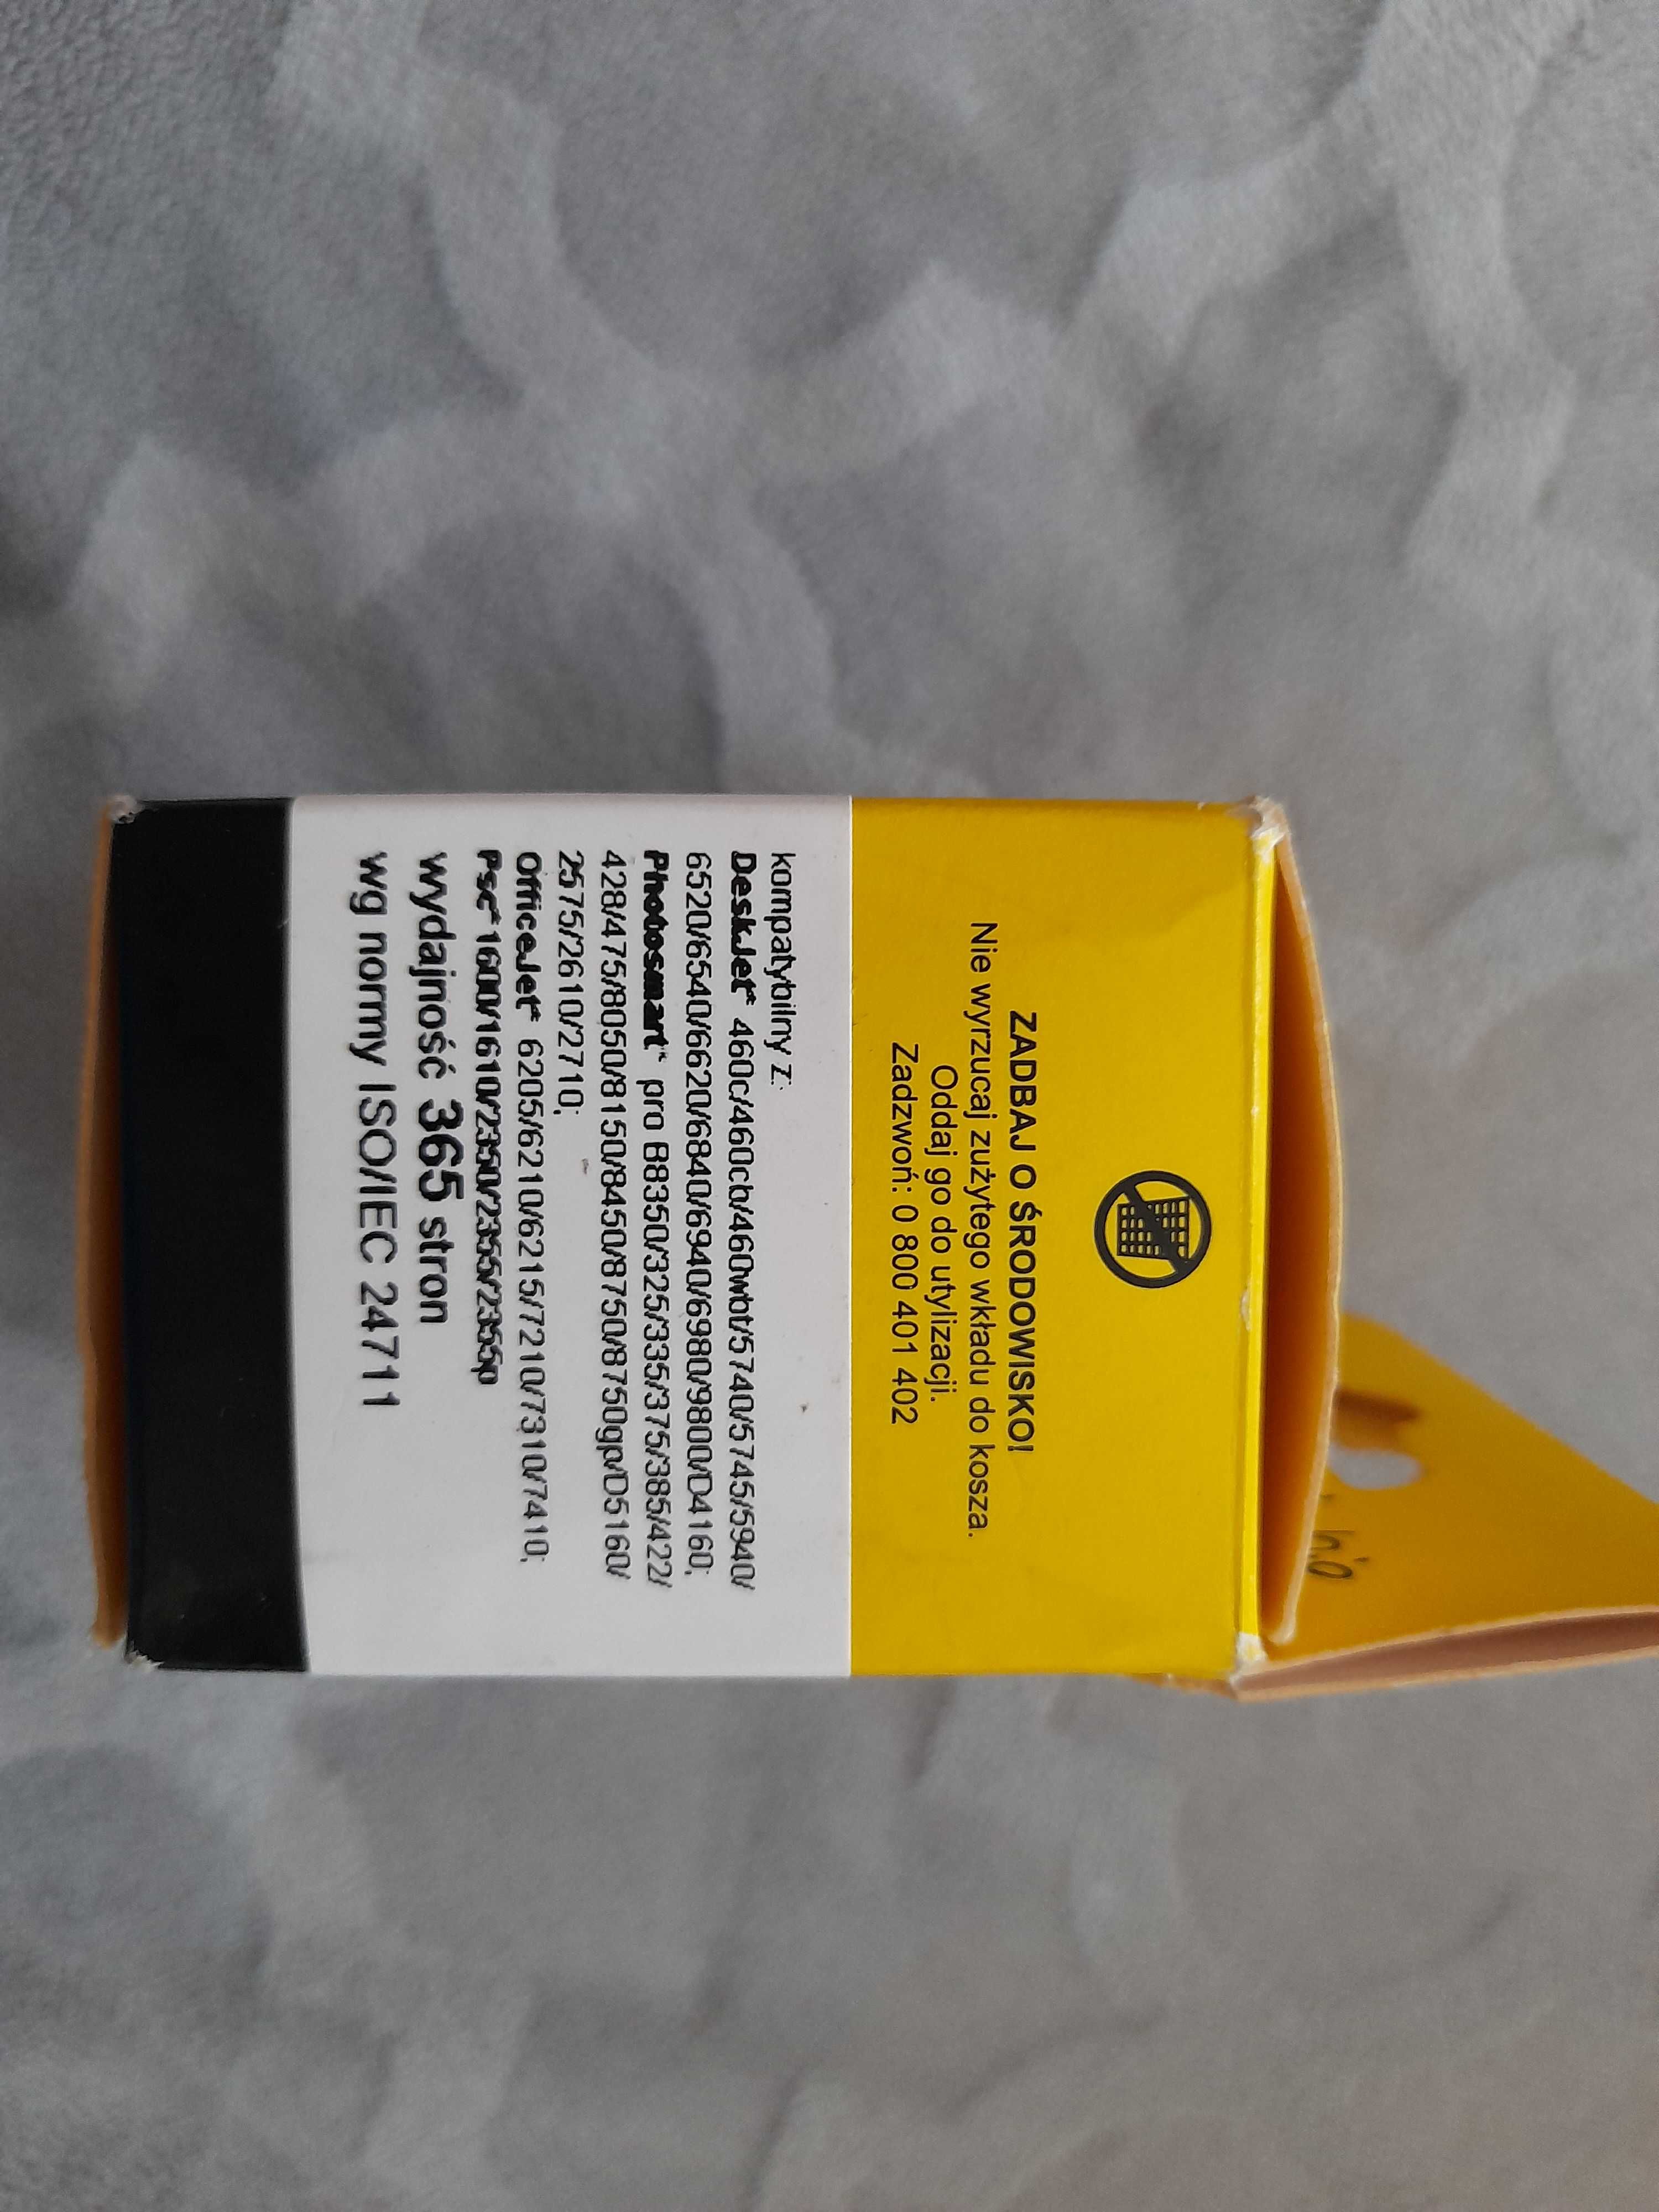 ZADBAJ O ŚRODOWISKO!
Nie wyrzucaj zużytego wkładu do kosza.
Oddaj go do utylizacji.
Zadzwoń: 0 800 401 402
kompatybilny z:
DeskJet® 460c/460cb/460wbt/5740/5745/5940/
6520/6540/6620/6840/6940/6980/9800/D4160;
Photosmart™ pro B8350/325/335/375/385/422/
428/475/8050/8150/8450/8750/8750gp/D5160/
2575/2610/2710;
OfficeJet® 6205/6210/6215/7210/7310/7410;
Psc® 1600/1610/2350/2355/2355p
wydajność 365 stron
wg normy ISO/IEC 24711